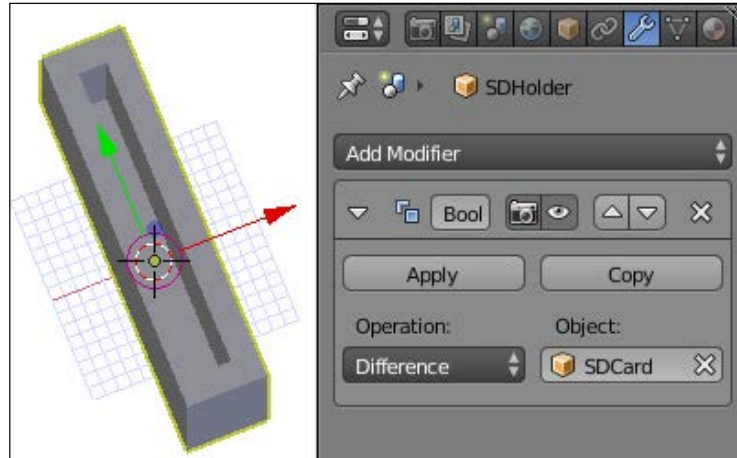 SDHolder
Add Modifier
Bool
Apply Copy
Operation: Object:
Difference SDCard